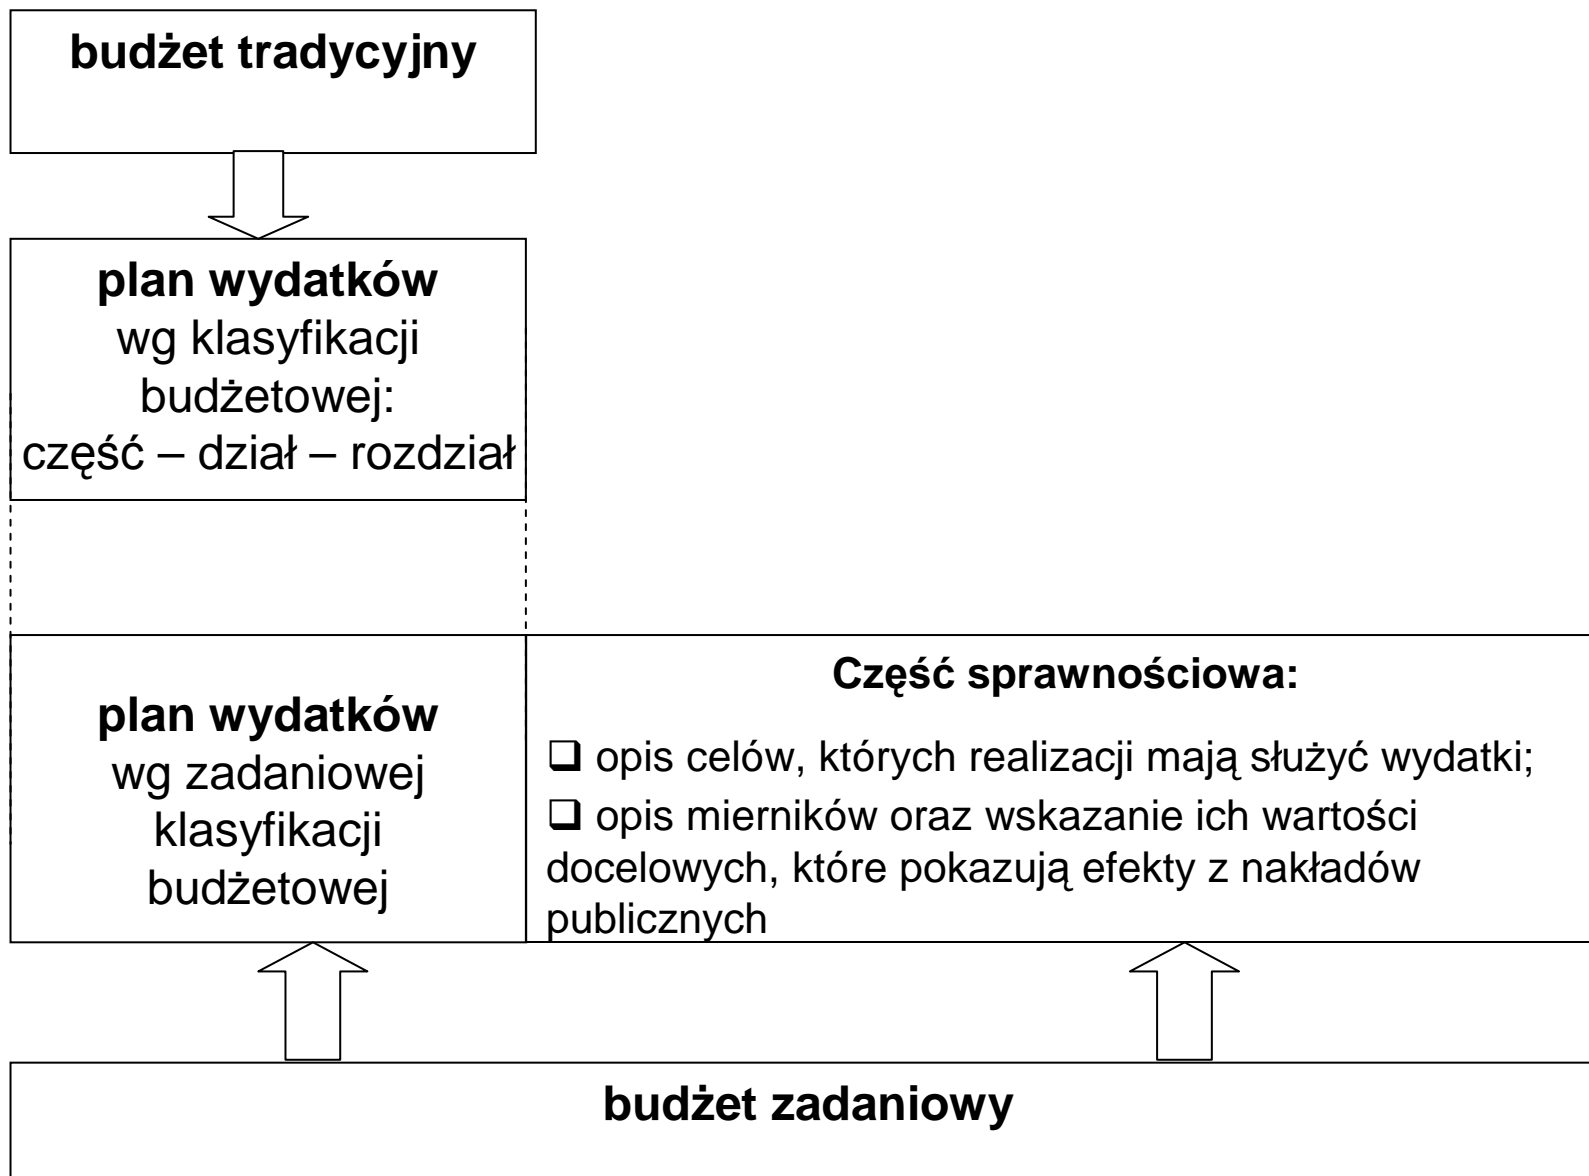 budżet tradycyjny
plan wydatków
wg klasyfikacji
budżetowej:
część – dział – rozdział
plan wydatków
wg zadaniowej
klasyfikacji
budżetowej
Część sprawnościowa:
❑ opis celów, których realizacji mają służyć wydatki;
❑ opis mierników oraz wskazanie ich wartości
docelowych, które pokazują efekty z nakładów
publicznych
budżet zadaniowy